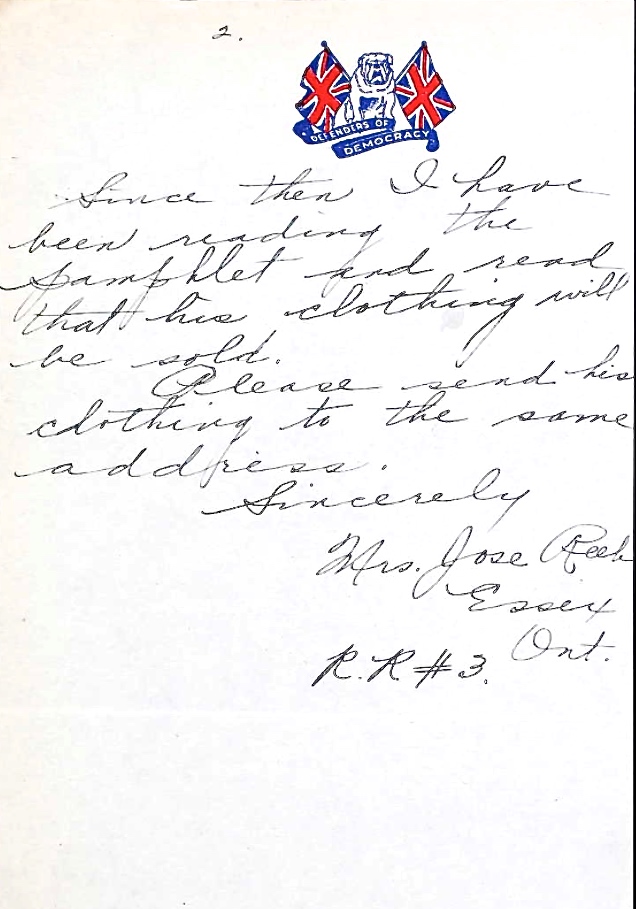 2.
DEFENDERS OF
DEMOCRACY
Since then I have
been reading the
pamphlet and read
that his clothing will
be sold.
Please send his
clothing to the same
address.
Sincerely
Mrs. Jose Reeb
Essex
Ont.
R.R #3.